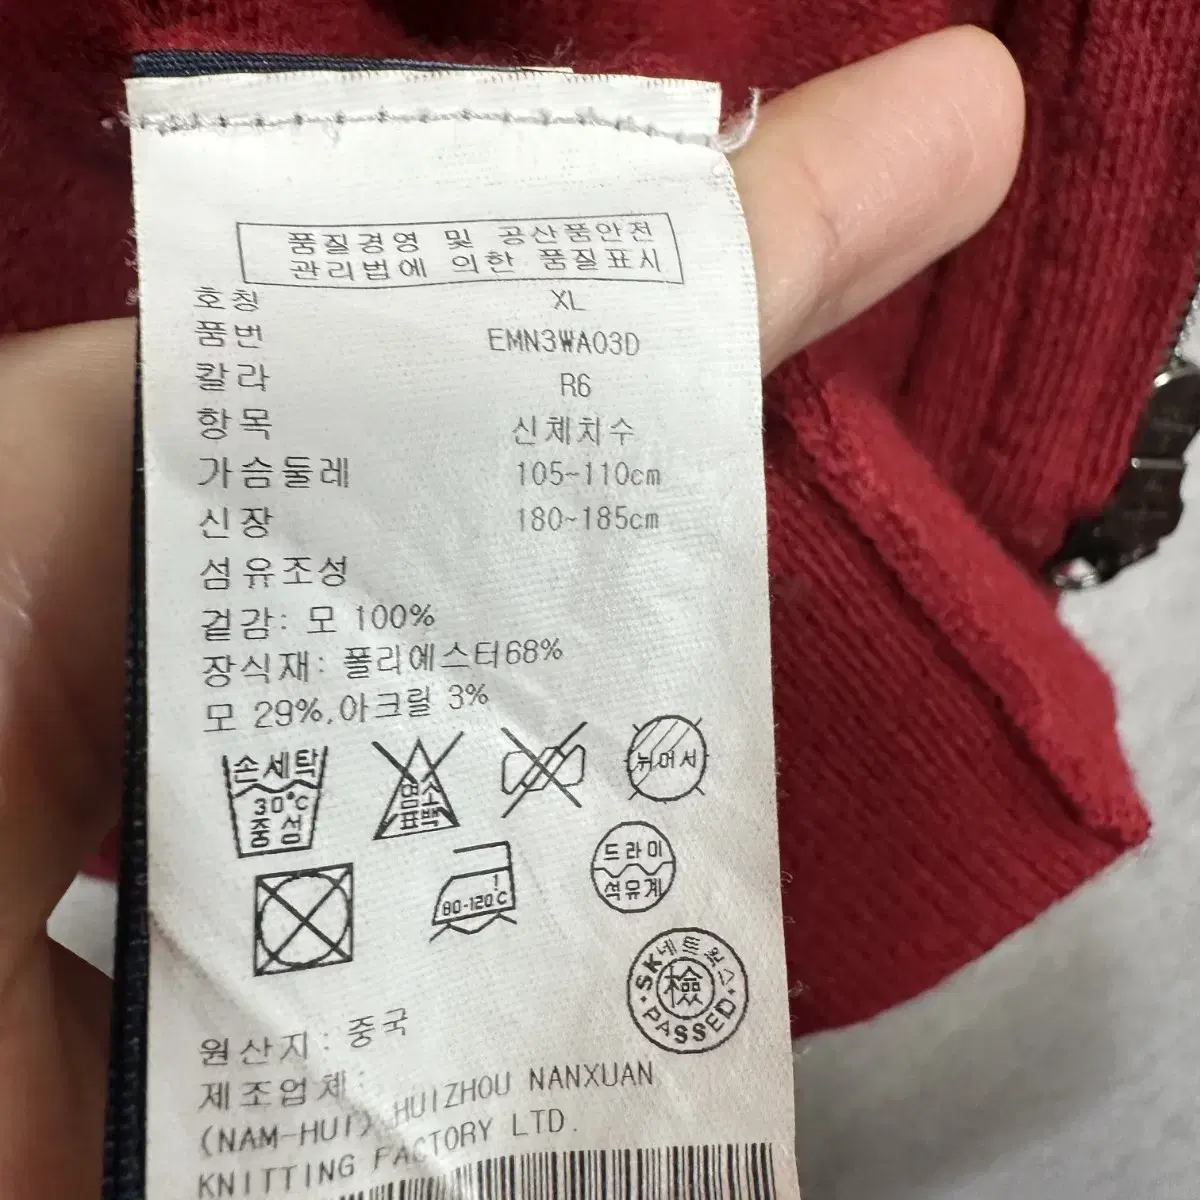 품질경영 및 공산품안전
관리법에 의한 품질표시
호칭 XL
품번 EMN3WA03D
칼라 R6
항목 신체치수
가슴둘레 105~110cm
신장 180~185cm
섬유조성
겉감: 모 100%
장식재: 폴리에스터68%
모 29%,아크릴 3%
손세탁
30°C
중성
염소
표백
뉘어서
80-120°C
드라이
석유계
SK네트웍스
檢
PASSED
원산지: 중국
제조업체:
(NAM-HUI) HUIZHOU NANXUAN
KNITTING FACTORY LTD.